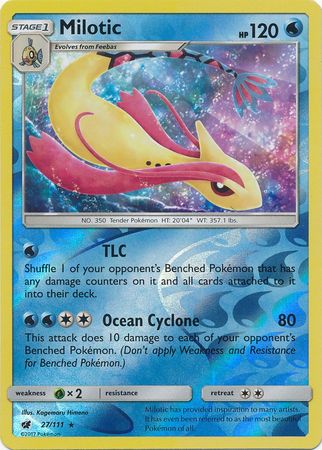 STAGE 1
Milotic
HP 120
Evolves from Feebas
NO. 350 Tender Pokémon HT: 20'04" WT: 357.1 lbs.
TLC
Shuffle 1 of your opponent's Benched Pokémon that has
any damage counters on it and all cards attached to it
into their deck.
Ocean Cyclone 80
This attack does 10 damage to each of your opponent's
Benched Pokémon. (Don't apply Weakness and Resistance
for Benched Pokémon.)
weakness ×2 resistance retreat
Illus. Kagemaru Himeno
27/111 ★
©2017 Pokémon
Milotic has provided inspiration to many artists.
It has even been referred to as the most beautiful
Pokémon of all.